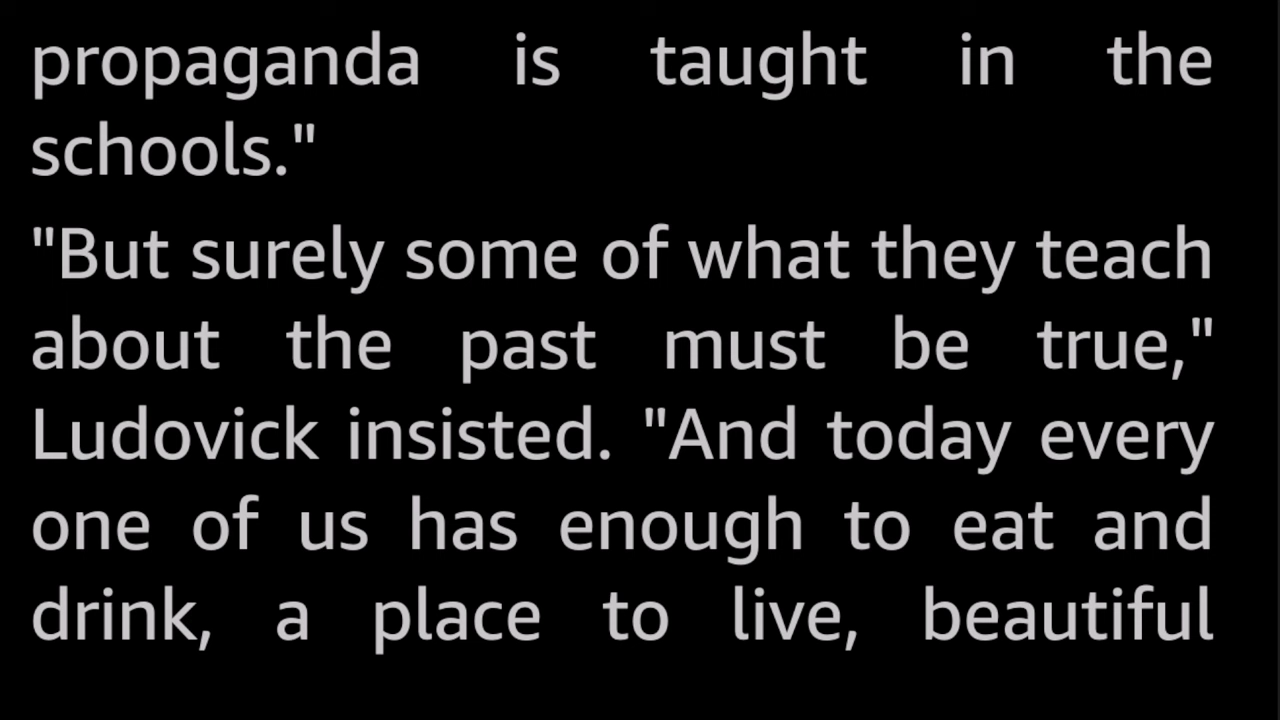 propaganda is taught in the
schools."
"But surely some of what they teach
about the past must be true,"
Ludovick insisted. "And today every
one of us has enough to eat and
drink, a place to live, beautiful